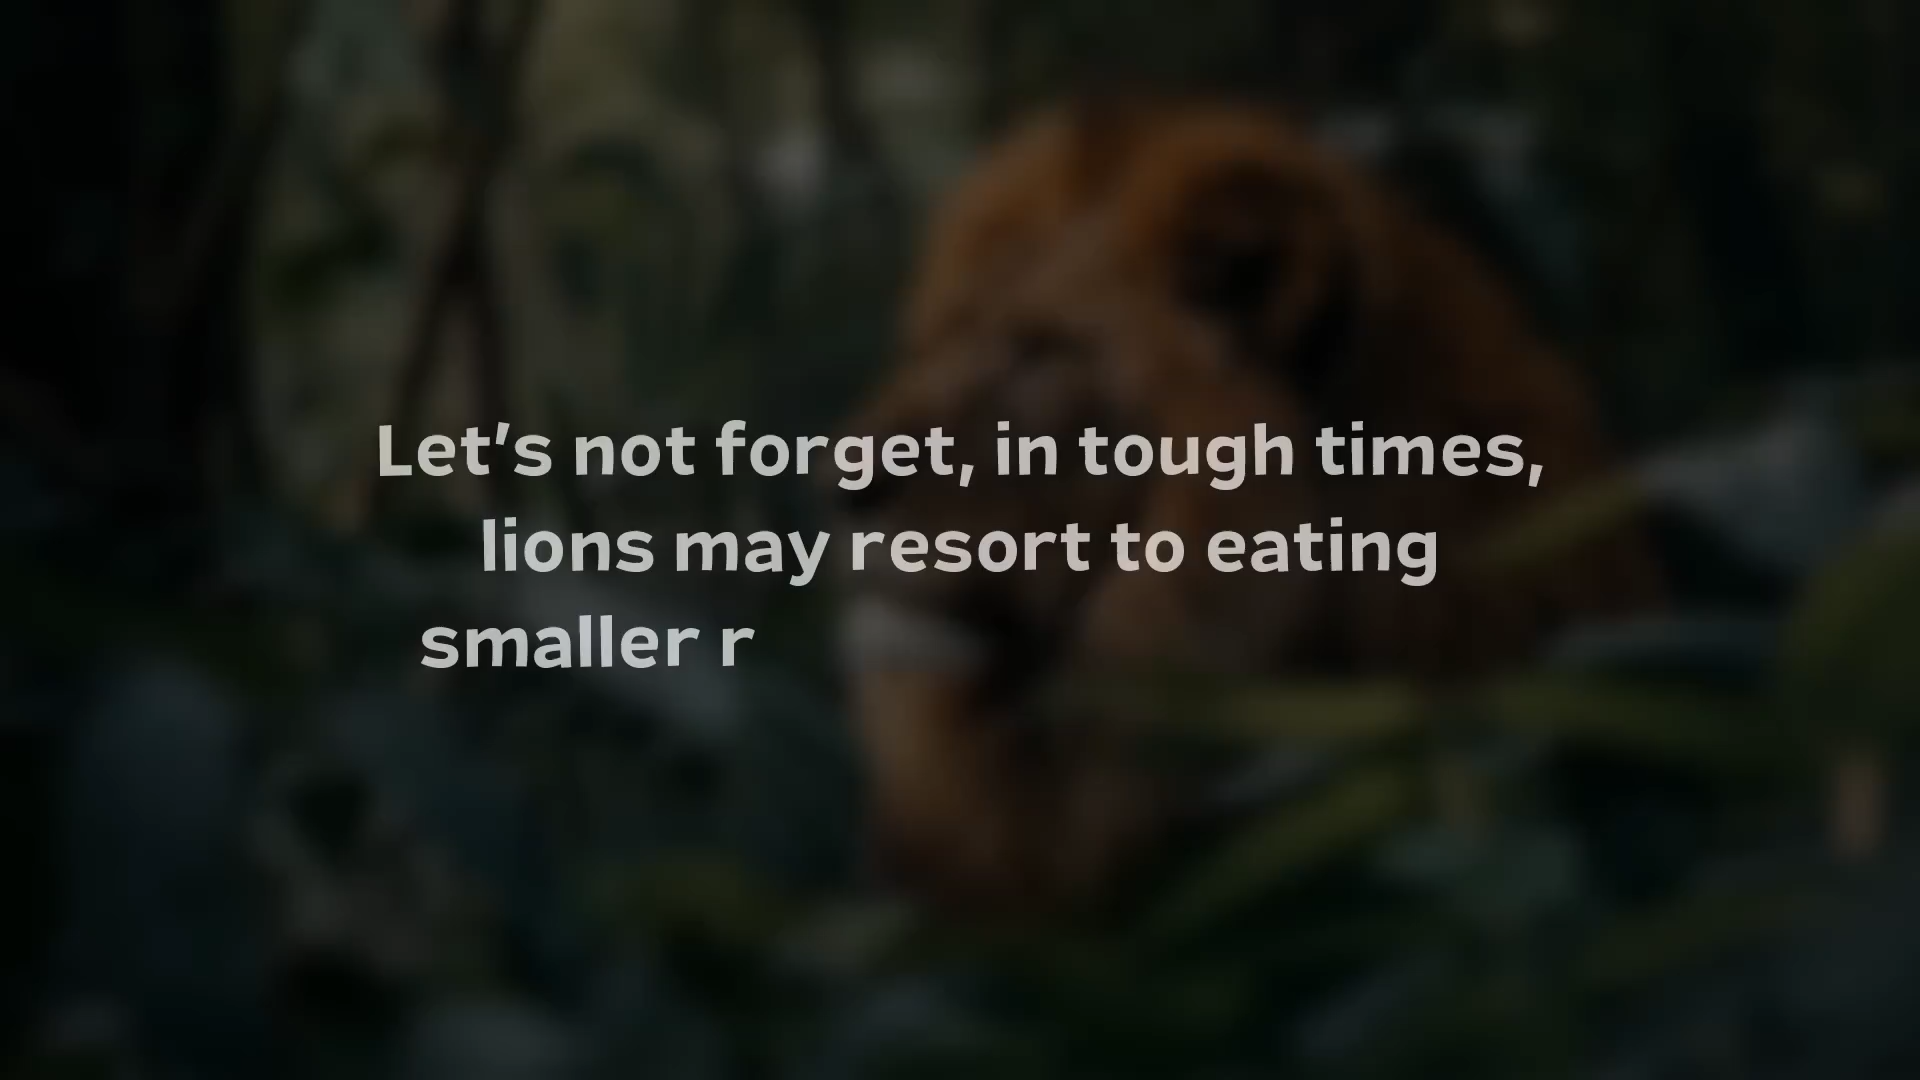 Let's not forget, in tough times,
lions may resort to eating
smaller r